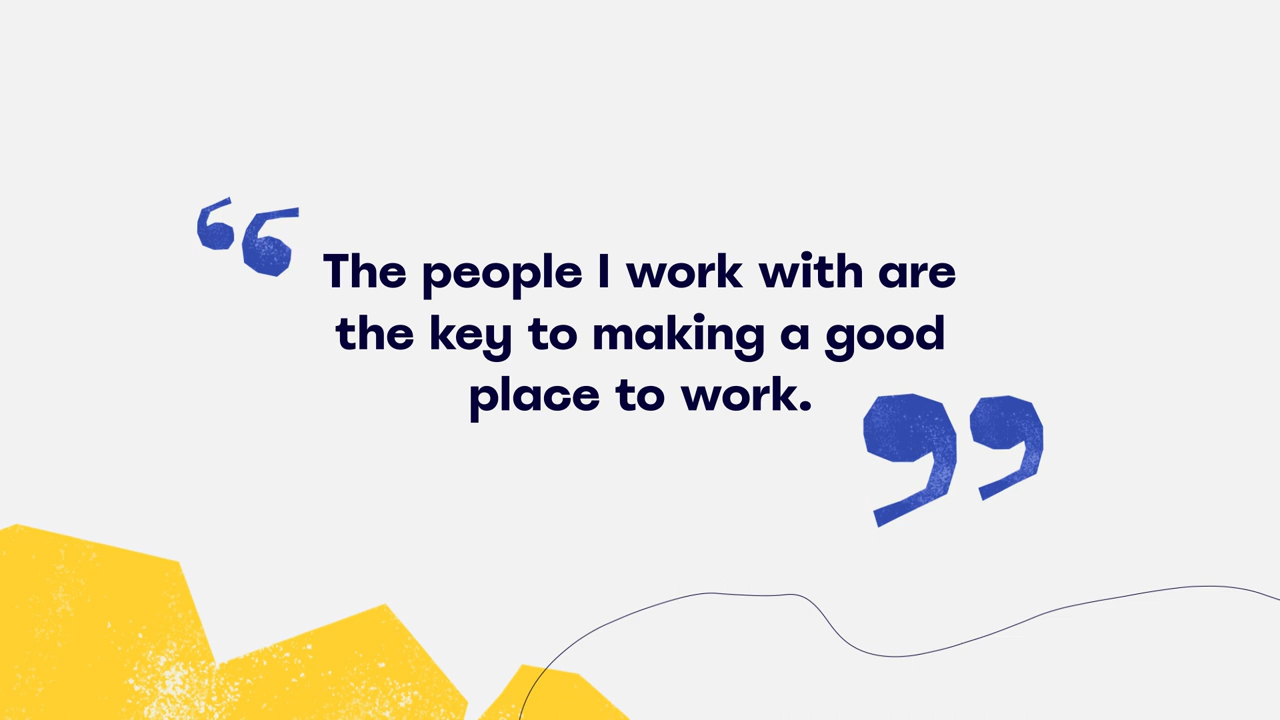 “The people I work with are
the key to making a good
place to work.”